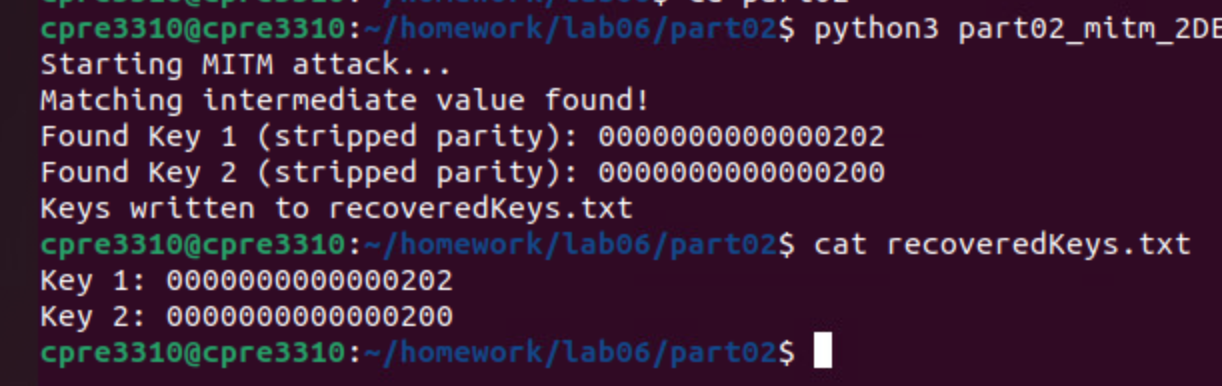 cpre3310@cpre3310:~/homework/lab06/part02$ python3 part02_mitm_2DE
Starting MITM attack...
Matching intermediate value found!
Found Key 1 (stripped parity): 0000000000000202
Found Key 2 (stripped parity): 0000000000000200
Keys written to recoveredKeys.txt
cpre3310@cpre3310:~/homework/lab06/part02$ cat recoveredKeys.txt
Key 1: 0000000000000202
Key 2: 0000000000000200
cpre3310@cpre3310:~/homework/lab06/part02$